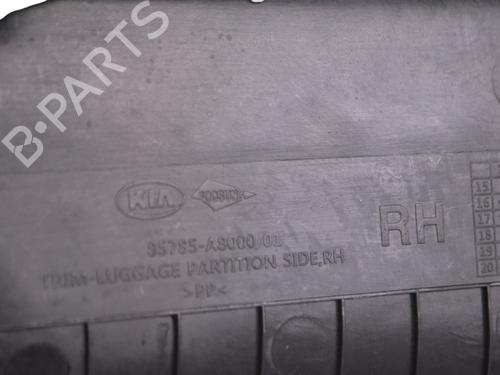 B-PARTS
KIA
RH
85785-A8000/01
TRIM-LUGGAGE PARTITION SIDE,RH
>PP<
15
16
17
18
19
20